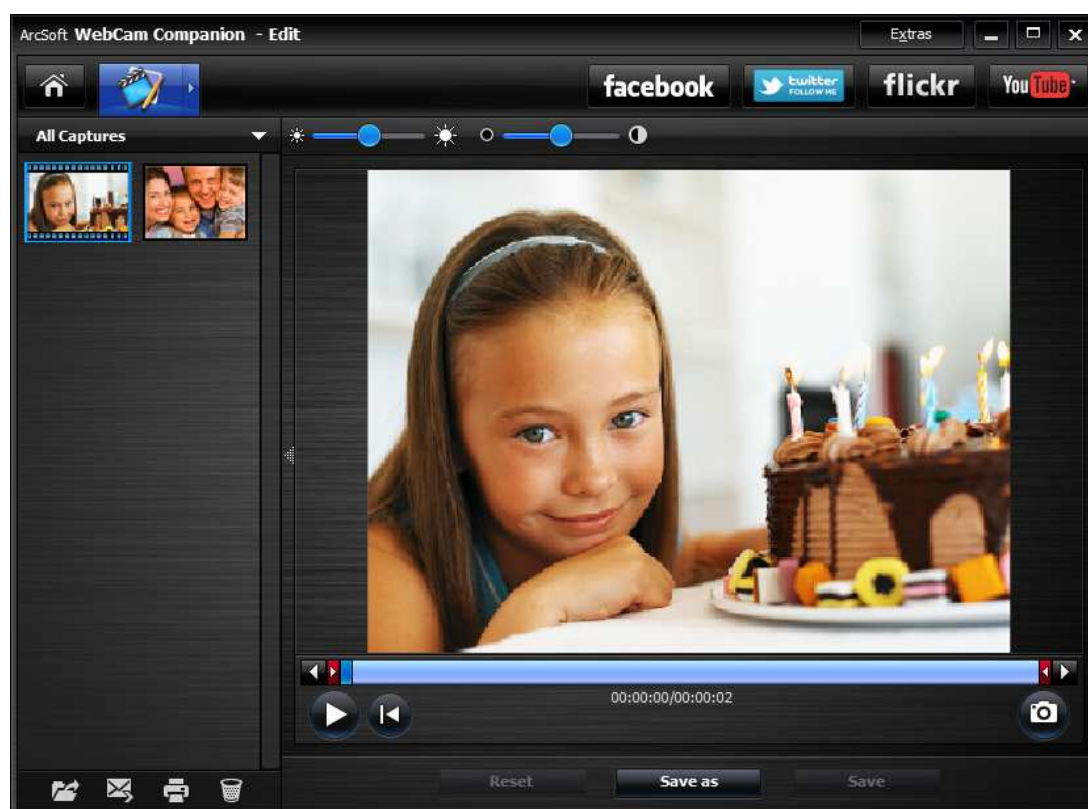 ArcSoft WebCam Companion - Edit
Extras
facebook
twitter
FOLLOW ME
flickr
YouTube
All Captures
00:00:00/00:00:02
Reset
Save as
Save